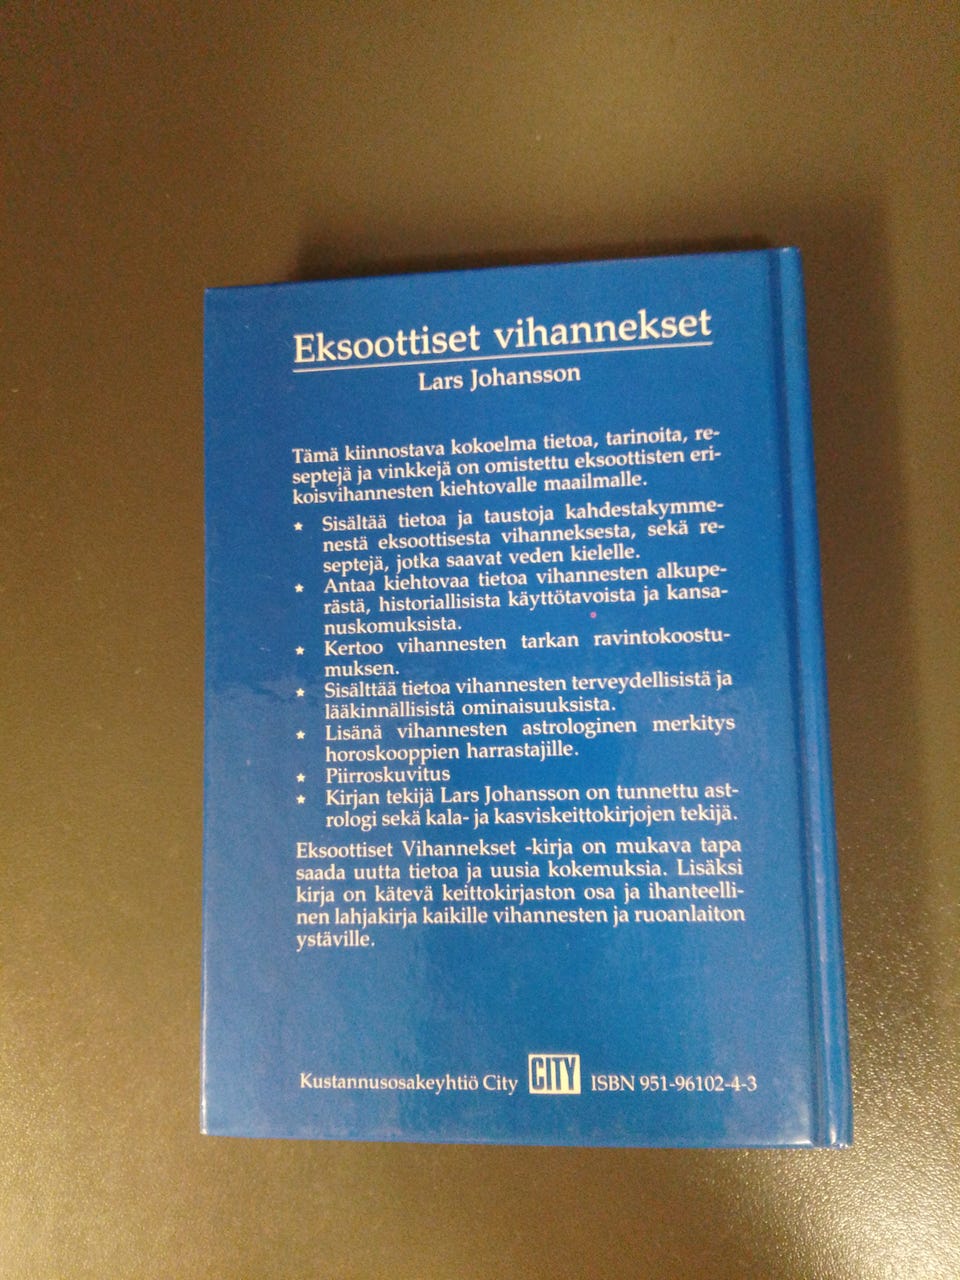 Eksoottiset vihannekset
Lars Johansson
Tämä kiinnostava kokoelma tietoa, tarinoita, re-
septejä ja vinkkejä on omistettu eksoottisten eri-
koisvihannesten kiehtovalle maailmalle.
★ Sisältää tietoa ja taustoja kahdestakymme-
nestä eksoottisesta vihanneksesta, sekä re-
septejä, jotka saavat veden kielelle.
★ Antaa kiehtovaa tietoa vihannesten alkupe-
rästä, historiallisista käyttötavoista ja kansa-
nuskomuksista.
★ Kertoo vihannesten tarkan ravintokoostu-
muksen.
★ Sisälttää tietoa vihannesten terveydellisistä ja
lääkinnällisistä ominaisuuksista.
★ Lisänä vihannesten astrologinen merkitys
horoskooppien harrastajille.
★ Piirroskuvitus
★ Kirjan tekijä Lars Johansson on tunnettu ast-
rologi sekä kala- ja kasviskeittokirjojen tekijä.
Eksoottiset Vihannekset -kirja on mukava tapa
saada uutta tietoa ja uusia kokemuksia. Lisäksi
kirja on kätevä keittokirjaston osa ja ihanteelli-
nen lahjakirja kaikille vihannesten ja ruoanlaiton
ystäville.
Kustannusosakeyhtiö City CITY ISBN 951-96102-4-3